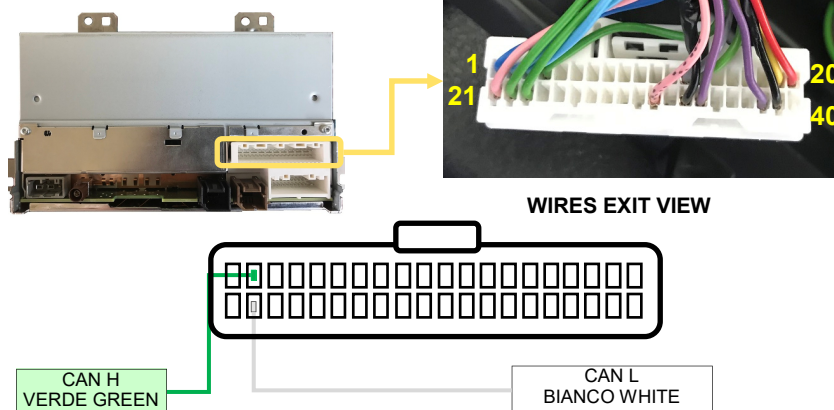 1
20
21
40
WIRES EXIT VIEW
CAN H
VERDE GREEN
CAN L
BIANCO WHITE